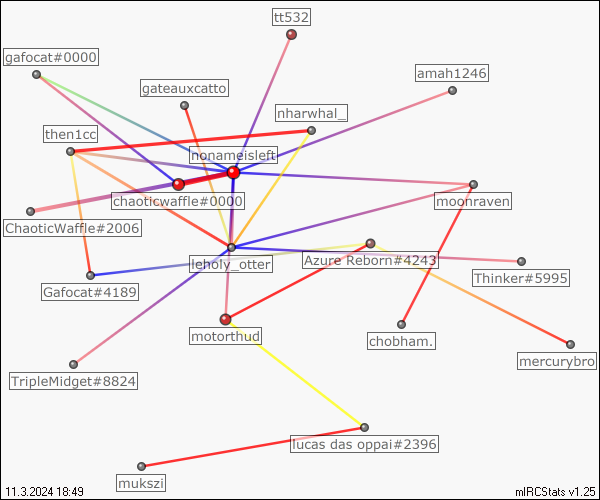 tt532
gafocat#0000
amah1246
gateauxcatto
nharwhal_
then1cc
nonameisleft
chaoticwaffle#0000
moonraven
ChaoticWaffle#2006
leholy_otter
Azure Reborn#4243
Thinker#5995
Gafocat#4189
motorthud
chobham.
mercurybro
TripleMidget#8824
lucas das oppai#2396
mukszi
11.3.2024 18:49
mIRCStats v1.25